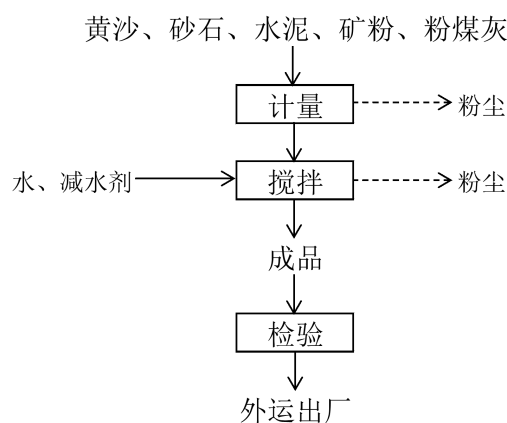 黄沙、砂石、水泥、矿粉、粉煤灰
计量
粉尘
水、减水剂
搅拌
粉尘
成品
检验
外运出厂